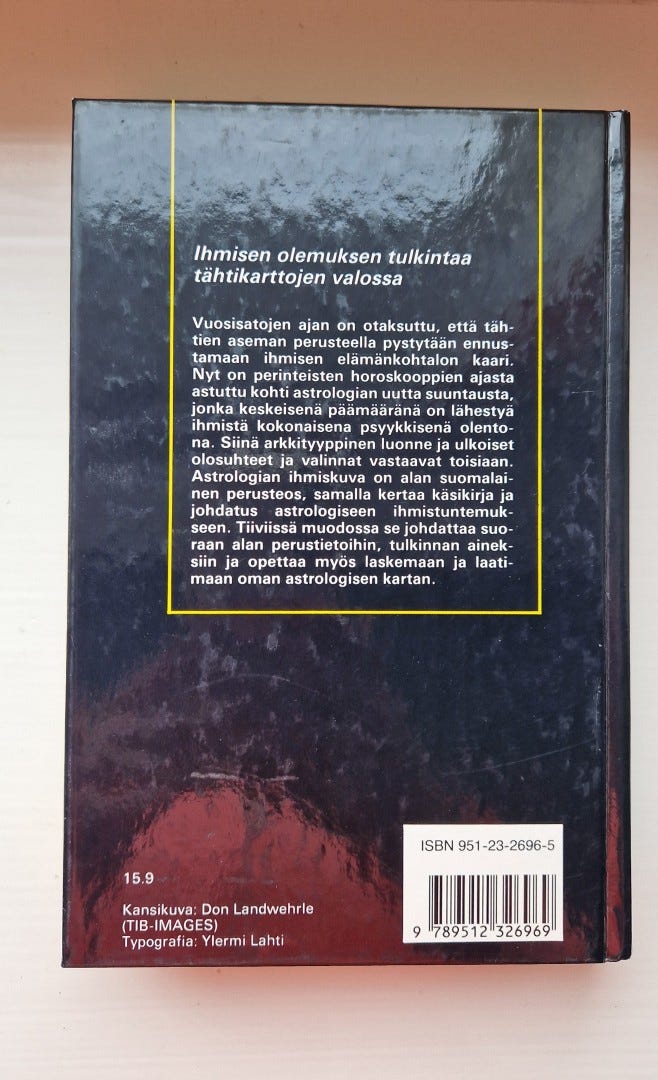 Ihmisen olemuksen tulkintaa
tähtikarttojen valossa
Vuosisatojen ajan on otaksuttu, että täh-
tien aseman perusteella pystytään ennus-
tamaan ihmisen elämänkohtalon kaari.
Nyt on perinteisten horoskooppien ajasta
astuttu kohti astrologian uutta suuntausta,
jonka keskeisenä päämääränä on lähestyä
ihmistä kokonaisena psyykkisenä olento-
na. Siinä arkkityyppinen luonne ja ulkoiset
olosuhteet ja valinnat vastaavat toisiaan.
Astrologian ihmiskuva on alan suomalai-
nen perusteos, samalla kertaa käsikirja ja
johdatus astrologiseen ihmistuntemuk-
seen. Tiiviissä muodossa se johdattaa suo-
raan alan perustietoihin, tulkinnan ainek-
siin ja opettaa myös laskemaan ja laati-
maan oman astrologisen kartan.
ISBN 951-23-2696-5
9 789512 326969
15.9
Kansikuva: Don Landwehrle
(TIB-IMAGES)
Typografia: Ylermi Lahti